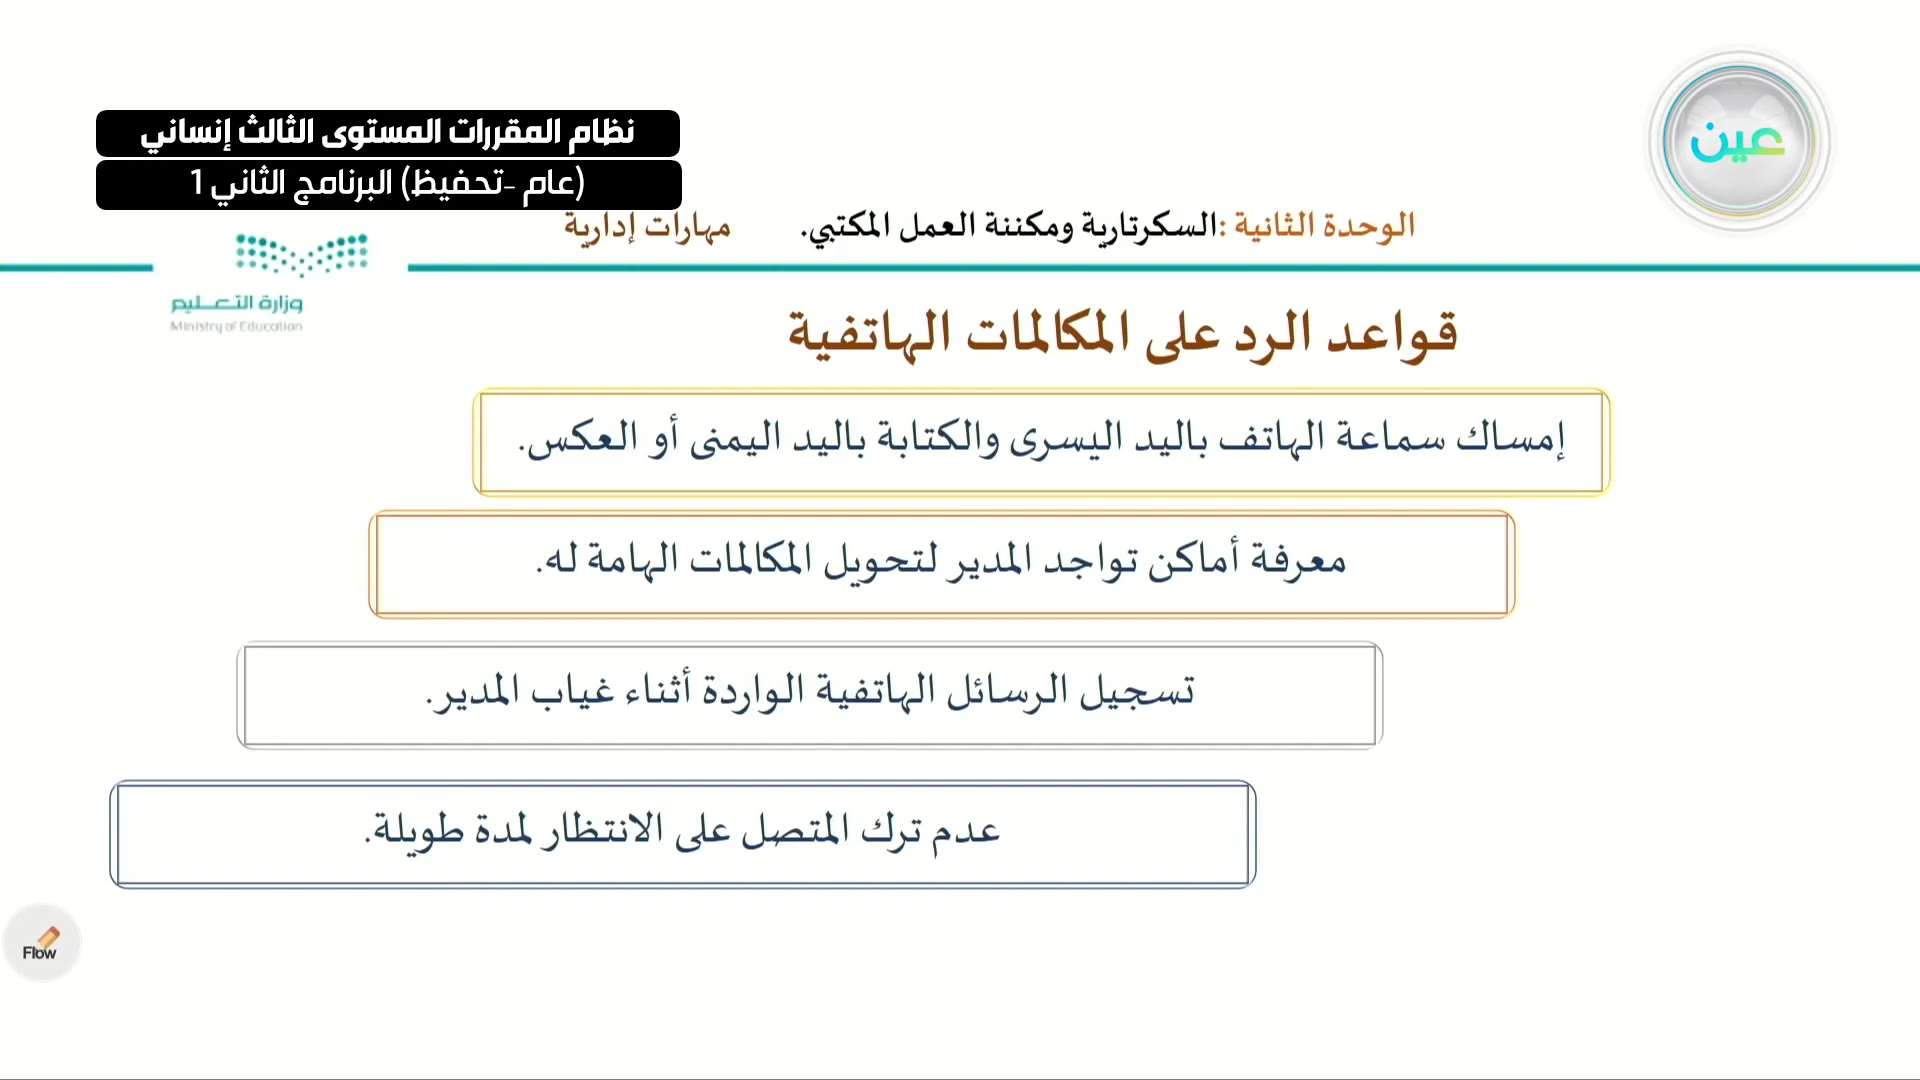 عين
نظام المقررات المستوى الثالث إنساني
(عام -تحفيظ) البرنامج الثاني 1
الوحدة الثانية :السكرتارية ومكننة العمل المكتبي. مهارات إدارية
وزارة التعليم
Ministry of Education
قواعد الرد على المكالمات الهاتفية
إمساك سماعة الهاتف باليد اليسرى والكتابة باليد اليمنى أو العكس.
معرفة أماكن تواجد المدير لتحويل المكالمات الهامة له.
تسجيل الرسائل الهاتفية الواردة أثناء غياب المدير.
عدم ترك المتصل على الانتظار لمدة طويلة.
Flow